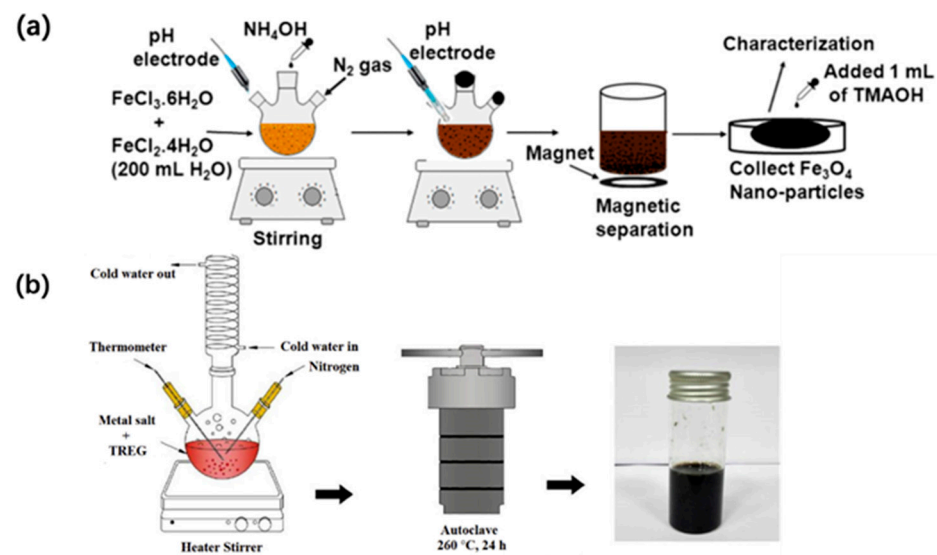 (a)
pH
electrode
NH₄OH
N₂ gas
FeCl₃.6H₂O
+
FeCl₂.4H₂O
(200 mL H₂O)
Stirring
pH
electrode
Magnet
Magnetic
separation
Characterization
Added 1 mL
of TMAOH
Collect Fe₃O₄
Nano-particles
(b)
Cold water out
Cold water in
Thermometer
Nitrogen
Metal salt
+
TREG
Heater Stirrer
Autoclave
260 °C, 24 h